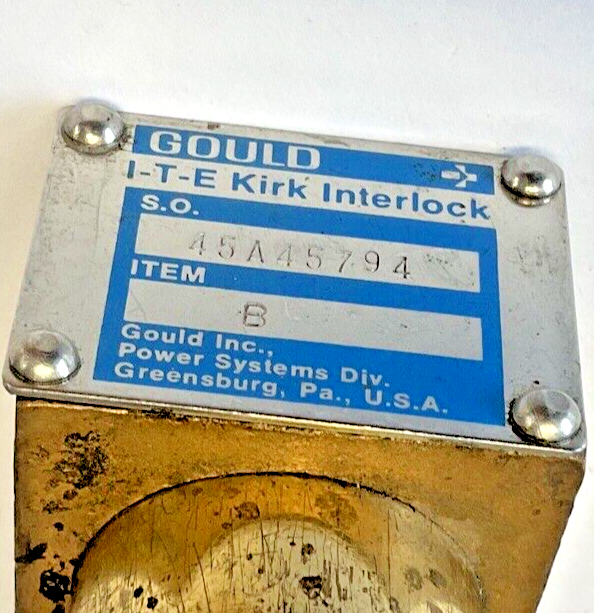 GOULD
I-T-E Kirk Interlock
S.O.
45A45794
ITEM
B
Gould Inc.,
Power Systems Div.
Greensburg, Pa., U.S.A.